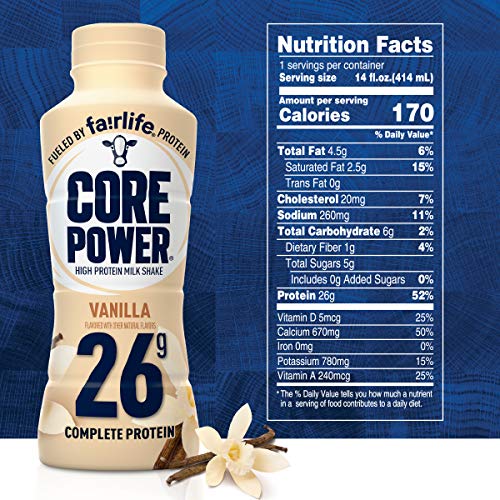 FUELED BY fa!rlife® PROTEIN
CORE
POWER®
HIGH PROTEIN MILK SHAKE
VANILLA
FLAVORED WITH OTHER NATURAL FLAVORS
26g
COMPLETE PROTEIN
Nutrition Facts
1 servings per container
Serving size 14 fl.oz.(414 mL)
Amount per serving
Calories 170
% Daily Value*
Total Fat 4.5g 6%
Saturated Fat 2.5g 15%
Trans Fat 0g
Cholesterol 20mg 7%
Sodium 260mg 11%
Total Carbohydrate 6g 2%
Dietary Fiber 1g 4%
Total Sugars 5g
Includes 0g Added Sugars 0%
Protein 26g 52%
Vitamin D 5mcg 25%
Calcium 670mg 50%
Iron 0mg 0%
Potassium 780mg 15%
Vitamin A 240mcg 25%
*The % Daily Value tells you how much a nutrient
in a serving of food contributes to a daily diet.